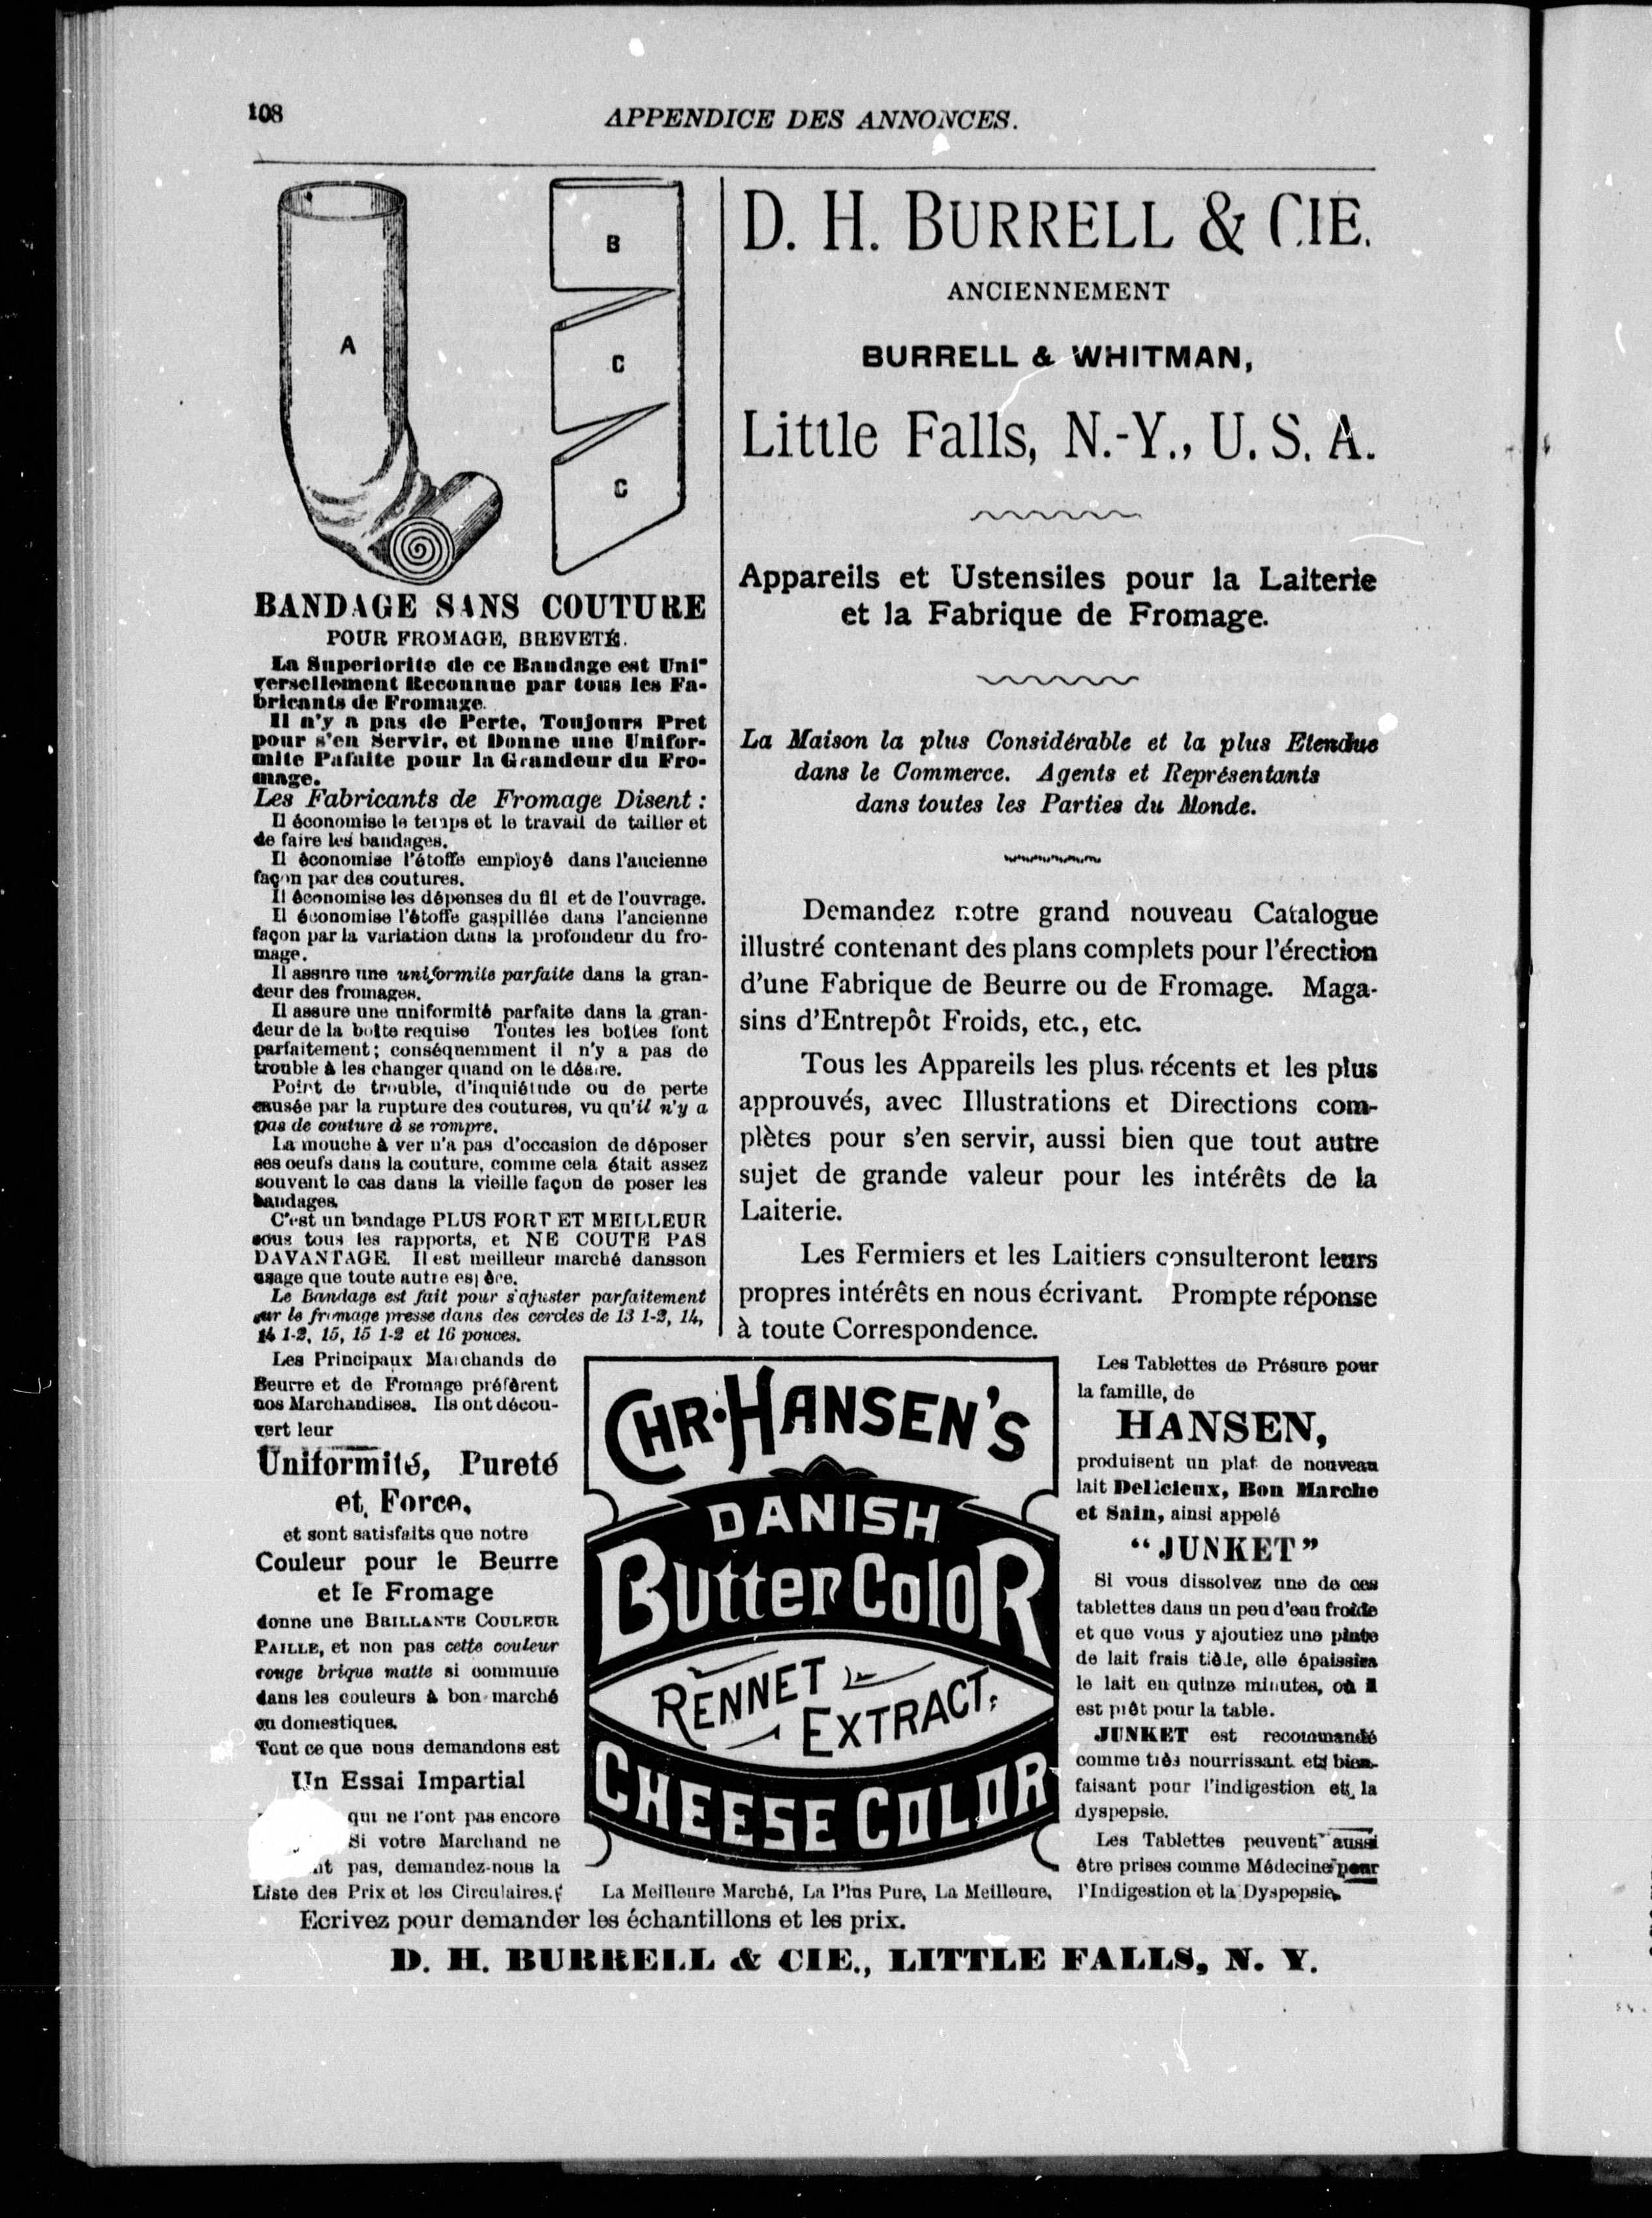 108
APPENDICE DES ANNONCES.
A
B
C
C
BANDAGE SANS COUTURE
POUR FROMAGE, BREVETÉ.
La Superiorite de ce Bandage est Uni-
versellement Reconnue par tous les Fa-
bricants de Fromage.
Il n'y a pas de Perte, Toujours Pret
pour s'en Servir, et Donne une Unifor-
mite Pafaite pour la Grandeur du Fro-
mage.
Les Fabricants de Fromage Disent :
Il économise le temps et le travail de tailler et
de faire les bandages.
Il économise l'étoffe employé dans l'ancienne
façon par des coutures.
Il économise les dépenses du fil et de l'ouvrage.
Il économise l'étoffe gaspillée dans l'ancienne
façon par la variation dans la profondeur du fro-
mage.
Il assure une uniformite parfaite dans la gran-
deur des fromages.
Il assure une uniformité parfaite dans la gran-
deur de la boîte requise Toutes les boîtes font
parfaitement; conséquemment il n'y a pas de
trouble à les changer quand on le désire.
Point de trouble, d'inquiétude ou de perte
causée par la rupture des coutures, vu qu'il n'y a
pas de couture à se rompre.
La mouche à ver n'a pas d'occasion de déposer
ses oeufs dans la couture, comme cela était assez
souvent le cas dans la vieille façon de poser les
bandages.
C'est un bandage PLUS FORT ET MEILLEUR
sous tous les rapports, et NE COUTE PAS
DAVANTAGE. Il est meilleur marché dansson
usage que toute autre espèce.
Le Bandage est fait pour s'ajuster parfaitement
sur le fromage presse dans des cercles de 13 1-2, 14,
14 1-2, 15, 15 1-2 et 16 pouces.
D. H. BURRELL & CIE.
ANCIENNEMENT
BURRELL & WHITMAN,
Little Falls, N.-Y., U. S. A.
Appareils et Ustensiles pour la Laiterie
et la Fabrique de Fromage.
La Maison la plus Considérable et la plus Etendue
dans le Commerce. Agents et Représentants
dans toutes les Parties du Monde.
Demandez notre grand nouveau Catalogue
illustré contenant des plans complets pour l'érection
d'une Fabrique de Beurre ou de Fromage. Maga-
sins d'Entrepôt Froids, etc., etc.
Tous les Appareils les plus récents et les plus
approuvés, avec Illustrations et Directions com-
plètes pour s'en servir, aussi bien que tout autre
sujet de grande valeur pour les intérêts de la
Laiterie.
Les Fermiers et les Laitiers consulteront leurs
propres intérêts en nous écrivant. Prompte réponse
à toute Correspondence.
Les Principaux Marchands de
Beurre et de Fromage préfèrent
nos Marchandises. Ils ont décou-
vert leur
Uniformité, Pureté
et Force,
et sont satisfaits que notre
Couleur pour le Beurre
et le Fromage
donne une BRILLANTE COULEUR
PAILLE, et non pas cette couleur
rouge brique matte si commune
dans les couleurs à bon marché
ou domestiques.
Tout ce que nous demandons est
Un Essai Impartial
qui ne l'ont pas encore
Si votre Marchand ne
pas, demandez-nous la
Liste des Prix et les Circulaires.
CHR. HANSEN'S
DANISH
BUTTER COLOR
RENNET
EXTRACT,
CHEESE COLOR
La Meilleure Marché, La Plus Pure, La Meilleure.
Les Tablettes de Présure pour
la famille, de
HANSEN,
produisent un plat de nouveau
lait Delicieux, Bon Marche
et Sain, ainsi appelé
"JUNKET"
Si vous dissolvez une de ces
tablettes dans un peu d'eau froide
et que vous y ajoutiez une pinte
de lait frais tiède, elle épaissira
le lait en quinze minutes, où il
est prêt pour la table.
JUNKET est recommandé
comme très nourrissant et bien-
faisant pour l'indigestion et la
dyspepsie.
Les Tablettes peuvent aussi
être prises comme Médecine pour
l'Indigestion et la Dyspepsie.
Ecrivez pour demander les échantillons et les prix.
D. H. BURRELL & CIE., LITTLE FALLS, N. Y.